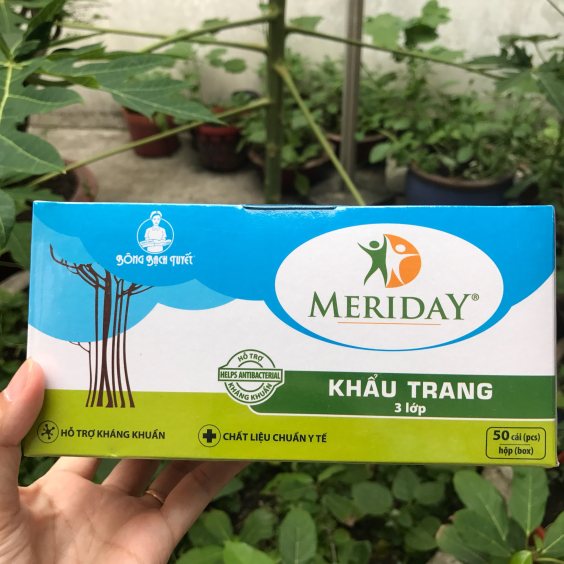 BÔNG BẠCH TUYẾT
MERIDAY®
HỖ TRỢ
HELPS ANTIBACTERIAL
KHÁNG KHUẨN
KHẨU TRANG
3 lớp
HỖ TRỢ KHÁNG KHUẨN
CHẤT LIỆU CHUẨN Y TẾ
50 cái (pcs)
hộp (box)